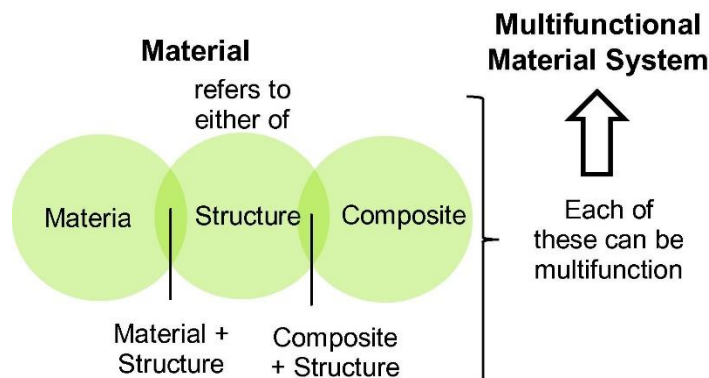 Material
refers to
either of
Materia
Structure
Composite
Material +
Structure
Composite
+ Structure
Multifunctional
Material System
Each of
these can be
multifunction